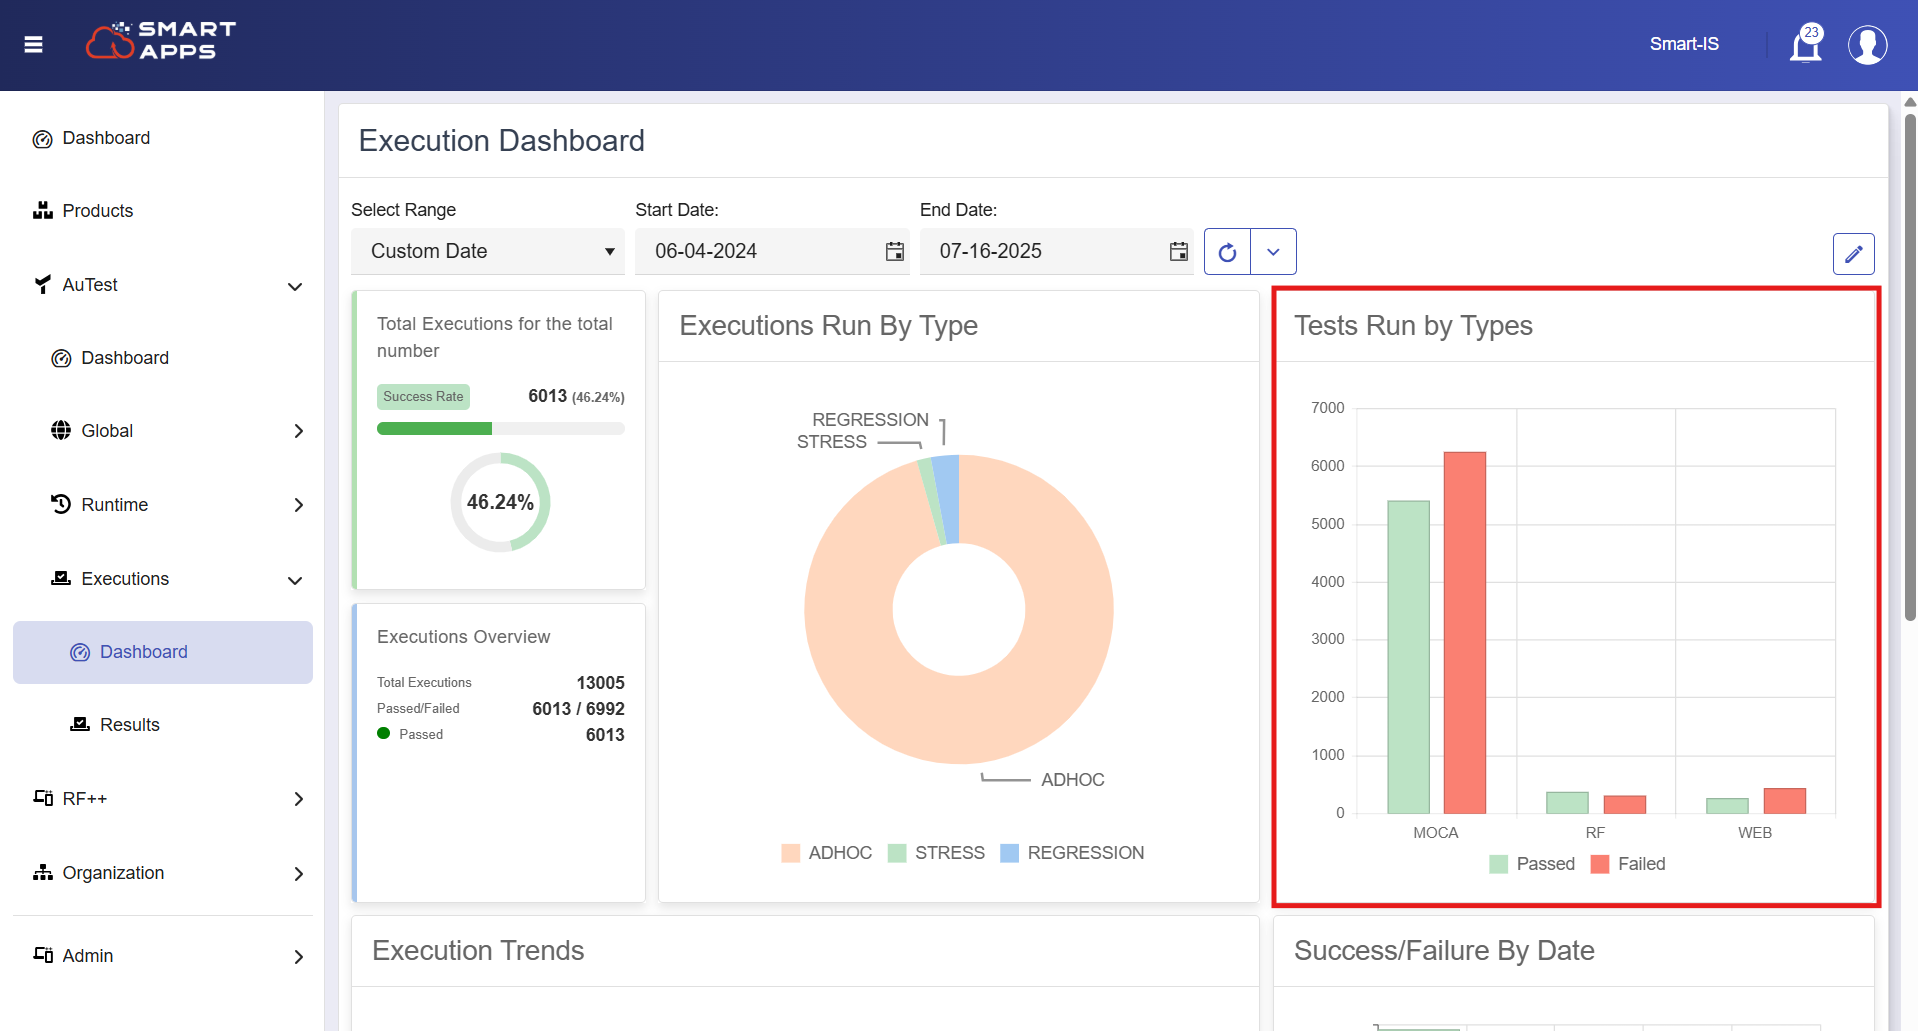 SMART
APPS
Smart-IS
23
Dashboard
Products
AuTest
Dashboard
Global
Runtime
Executions
Dashboard
Results
RF++
Organization
Admin
Execution Dashboard
Select Range
Start Date:
End Date:
Custom Date
06-04-2024
07-16-2025
Total Executions for the total
number
Success Rate
6013 (46.24%)
46.24%
Executions Overview
Total Executions
13005
Passed/Failed
6013 / 6992
Passed
6013
Executions Run By Type
REGRESSION
STRESS
ADHOC
ADHOC
STRESS
REGRESSION
Tests Run by Types
7000
6000
5000
4000
3000
2000
1000
0
MOCA
RF
WEB
Passed
Failed
Execution Trends
Success/Failure By Date